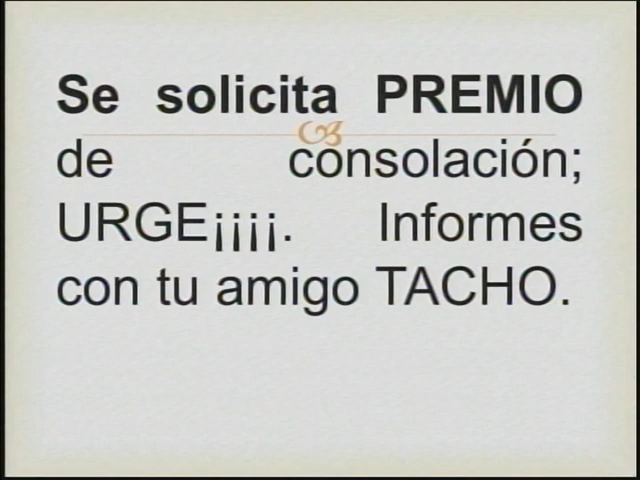 Se solicita PREMIO
de consolación;
URGE¡¡¡¡. Informes
con tu amigo TACHO.